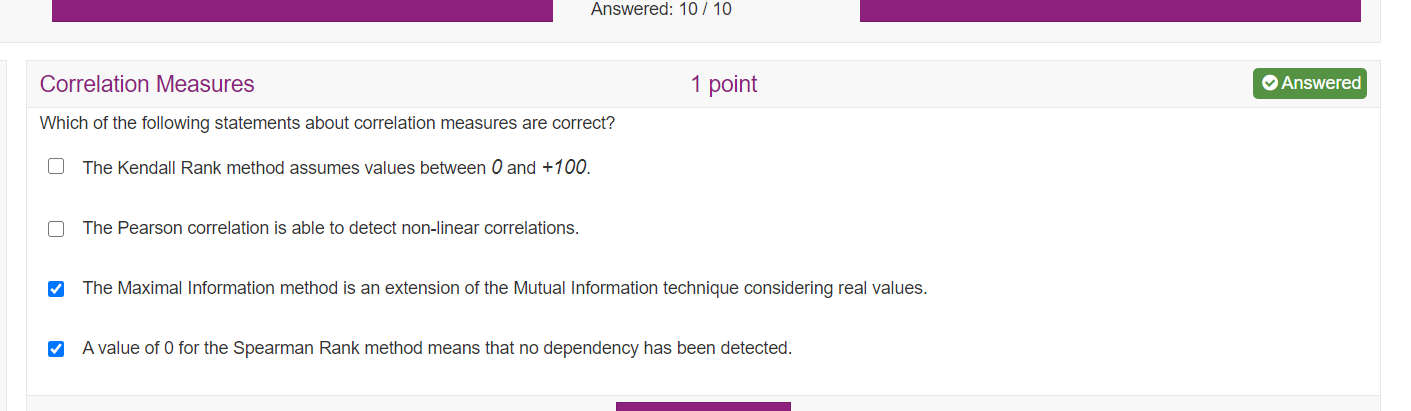 Answered: 10 / 10
Correlation Measures 1 point Answered
Which of the following statements about correlation measures are correct?
The Kendall Rank method assumes values between 0 and +100.
The Pearson correlation is able to detect non-linear correlations.
The Maximal Information method is an extension of the Mutual Information technique considering real values.
A value of 0 for the Spearman Rank method means that no dependency has been detected.